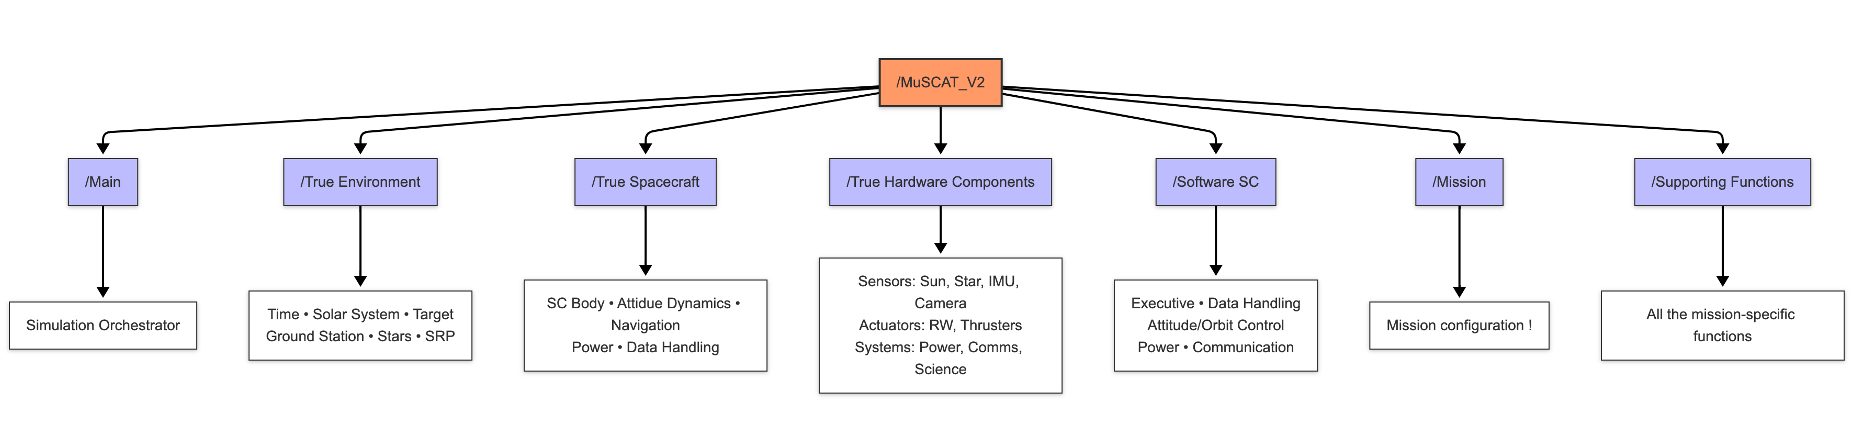 /MuSCAT_V2
/Main
/True Environment
/True Spacecraft
/True Hardware Components
/Software SC
/Mission
/Supporting Functions
Simulation Orchestrator
Time • Solar System • Target
Ground Station • Stars • SRP
SC Body • Attidue Dynamics •
Navigation
Power • Data Handling
Sensors: Sun, Star, IMU,
Camera
Actuators: RW, Thrusters
Systems: Power, Comms,
Science
Executive • Data Handling
Attitude/Orbit Control
Power • Communication
Mission configuration !
All the mission-specific
functions